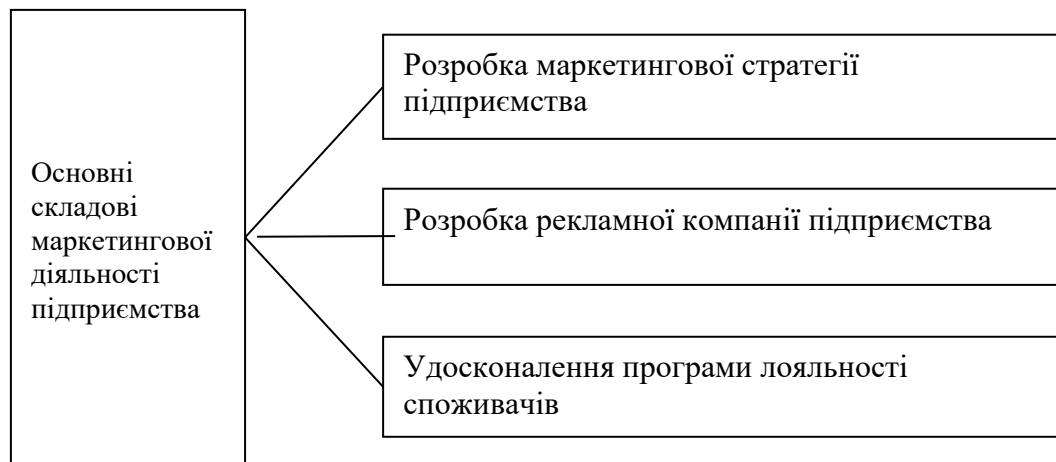 Основні
складові
маркетингової
діяльності
підприємства
Розробка маркетингової стратегії
підприємства
Розробка рекламної компанії підприємства
Удосконалення програми лояльності
споживачів